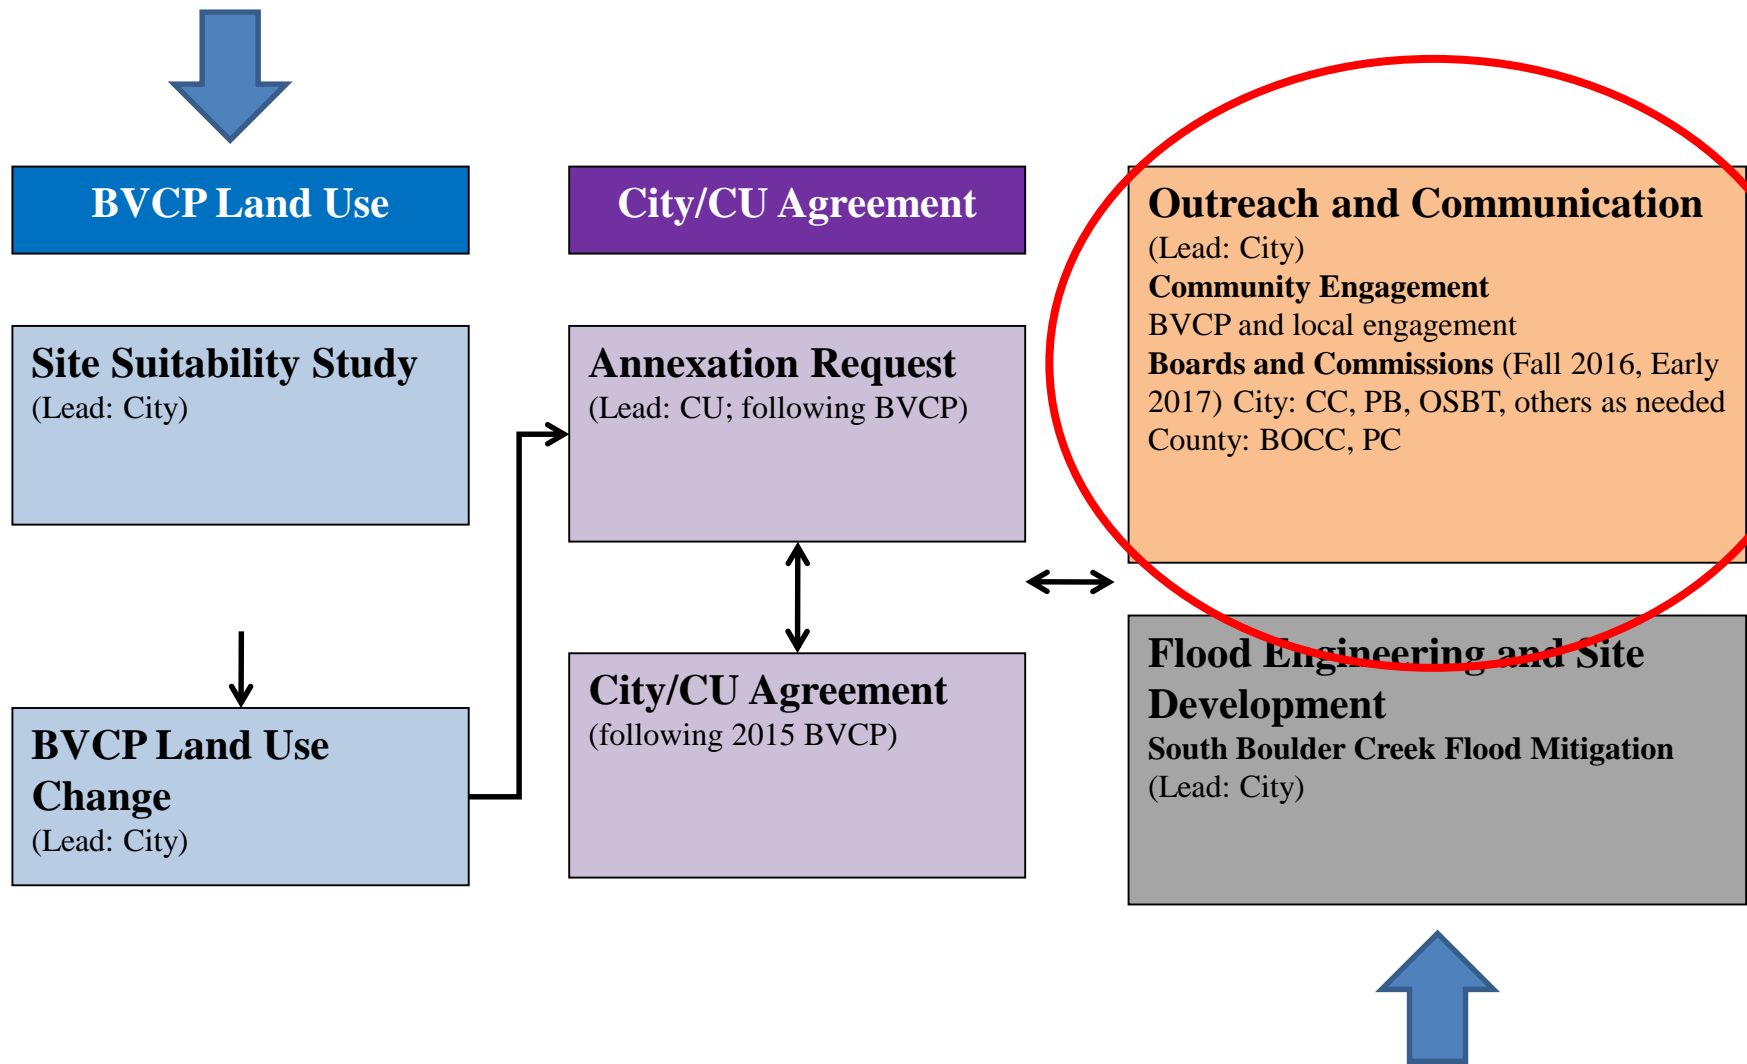 BVCP Land Use
Site Suitability Study
(Lead: City)
BVCP Land Use
Change
(Lead: City)
City/CU Agreement
Annexation Request
(Lead: CU; following BVCP)
City/CU Agreement
(following 2015 BVCP)
Outreach and Communication
(Lead: City)
Community Engagement
BVCP and local engagement
Boards and Commissions (Fall 2016, Early
2017) City: CC, PB, OSBT, others as needed
County: BOCC, PC
Flood Engineering and Site
Development
South Boulder Creek Flood Mitigation
(Lead: City)